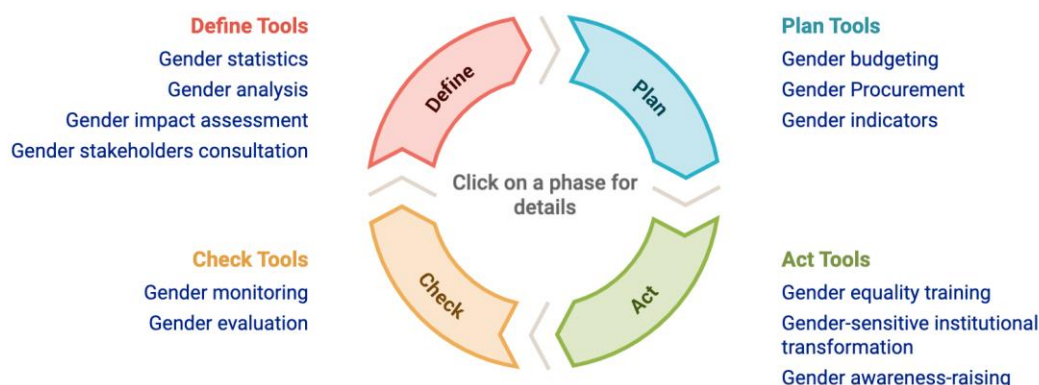 Define Tools
Gender statistics
Gender analysis
Gender impact assessment
Gender stakeholders consultation
Define
Plan
Plan Tools
Gender budgeting
Gender Procurement
Gender indicators
Click on a phase for
details
Check Tools
Gender monitoring
Gender evaluation
Check
Act
Act Tools
Gender equality training
Gender-sensitive institutional
transformation
Gender awareness-raising